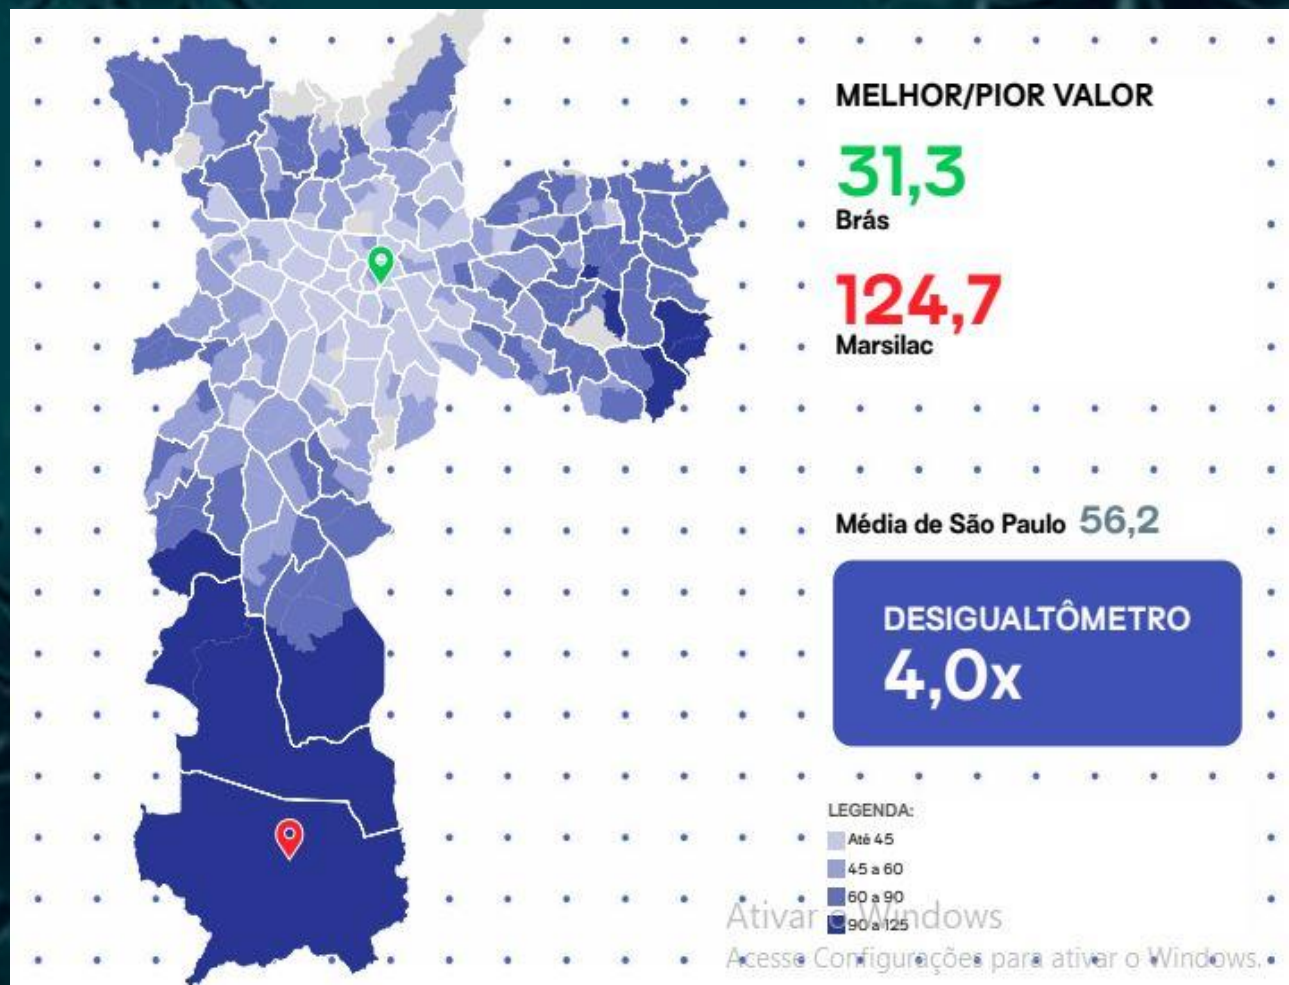 MELHOR/PIOR VALOR
31,3
Brás
124,7
Marsilac
Média de São Paulo 56,2
DESIGUALTÔMETRO
4,0x
LEGENDA:
Até 45
45 a 60
60 a 90
90 a 125
Ativar o Windows
Acesse Configurações para ativar o Windows.